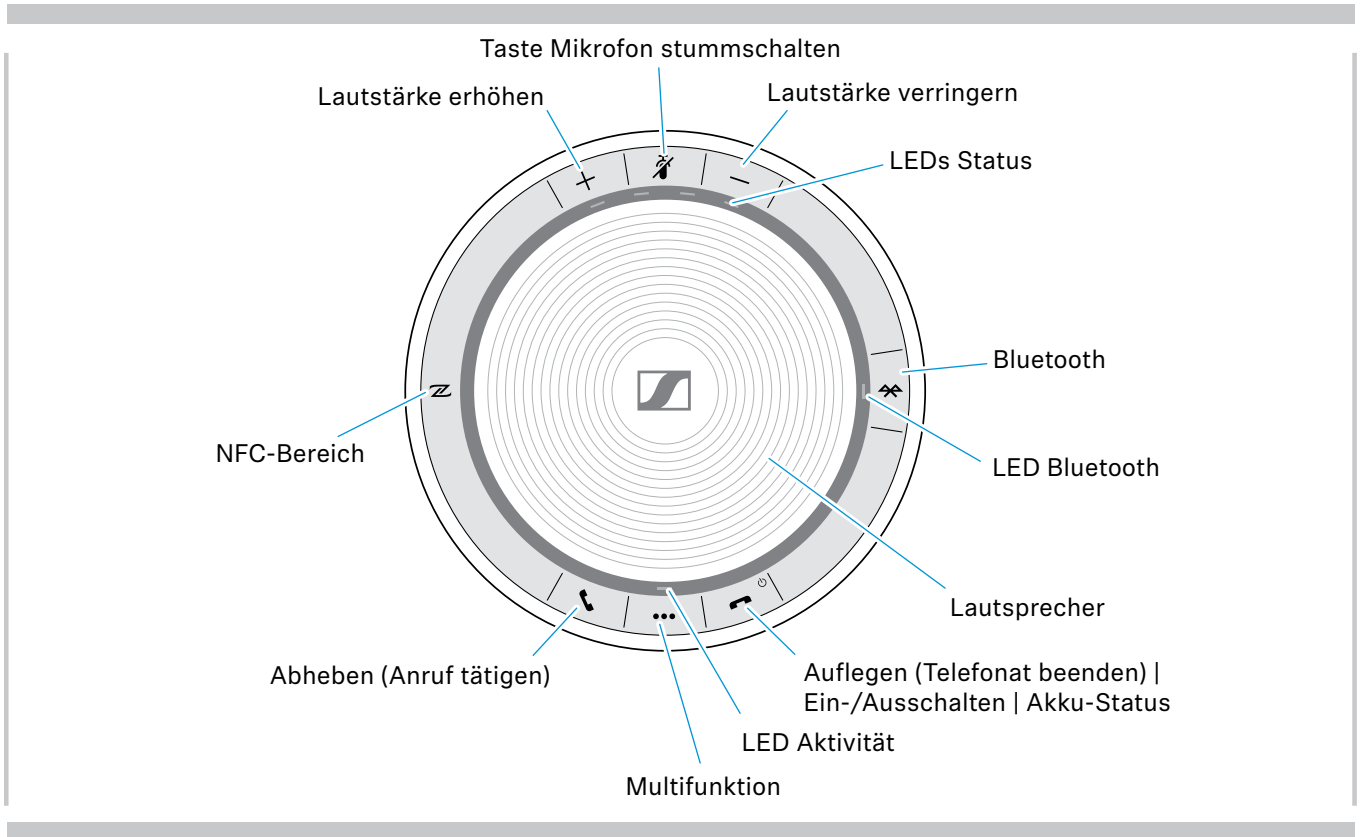 Taste Mikrofon stummschalten
Lautstärke erhöhen
Lautstärke verringern
LEDs Status
Bluetooth
NFC-Bereich
LED Bluetooth
Lautsprecher
Abheben (Anruf tätigen)
Auflegen (Telefonat beenden) |
Ein-/Ausschalten | Akku-Status
LED Aktivität
Multifunktion